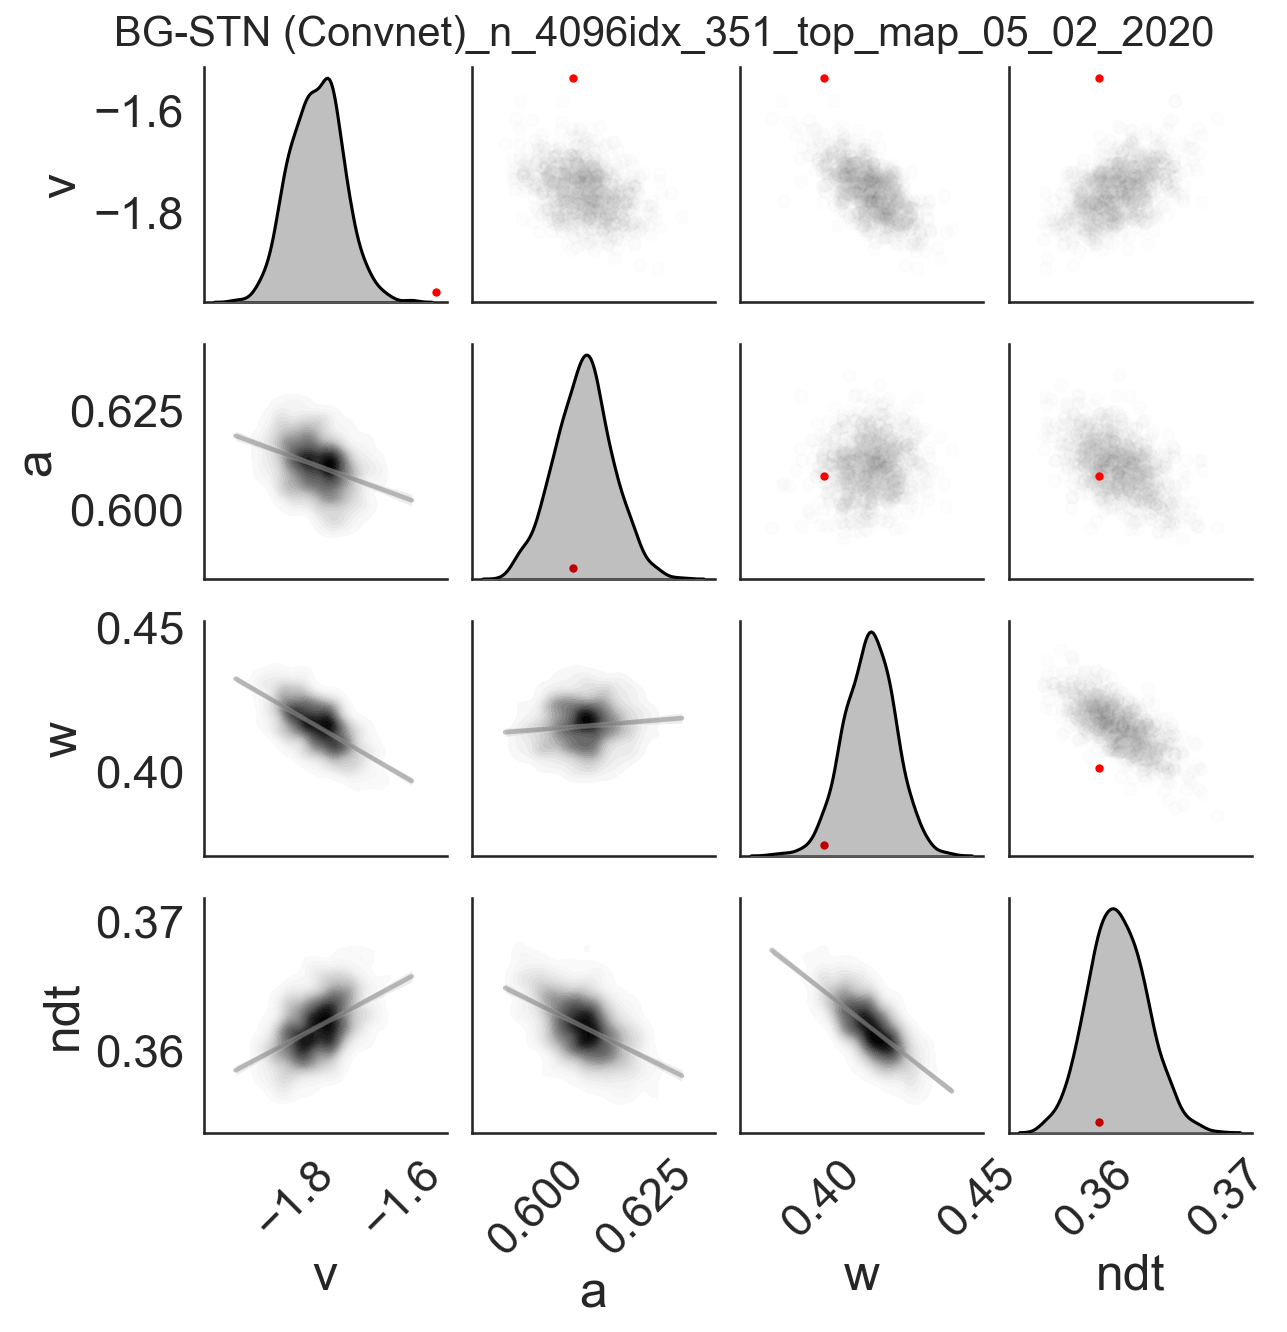 BG-STN (Convnet)_n_4096idx_351_top_map_05_02_2020
−1.6
v
−1.8
0.625
a
0.600
0.45
w
0.40
0.37
ndt
0.36
−1.8 −1.6 0.600 0.625 0.40 0.45 0.36 0.37
v a w ndt